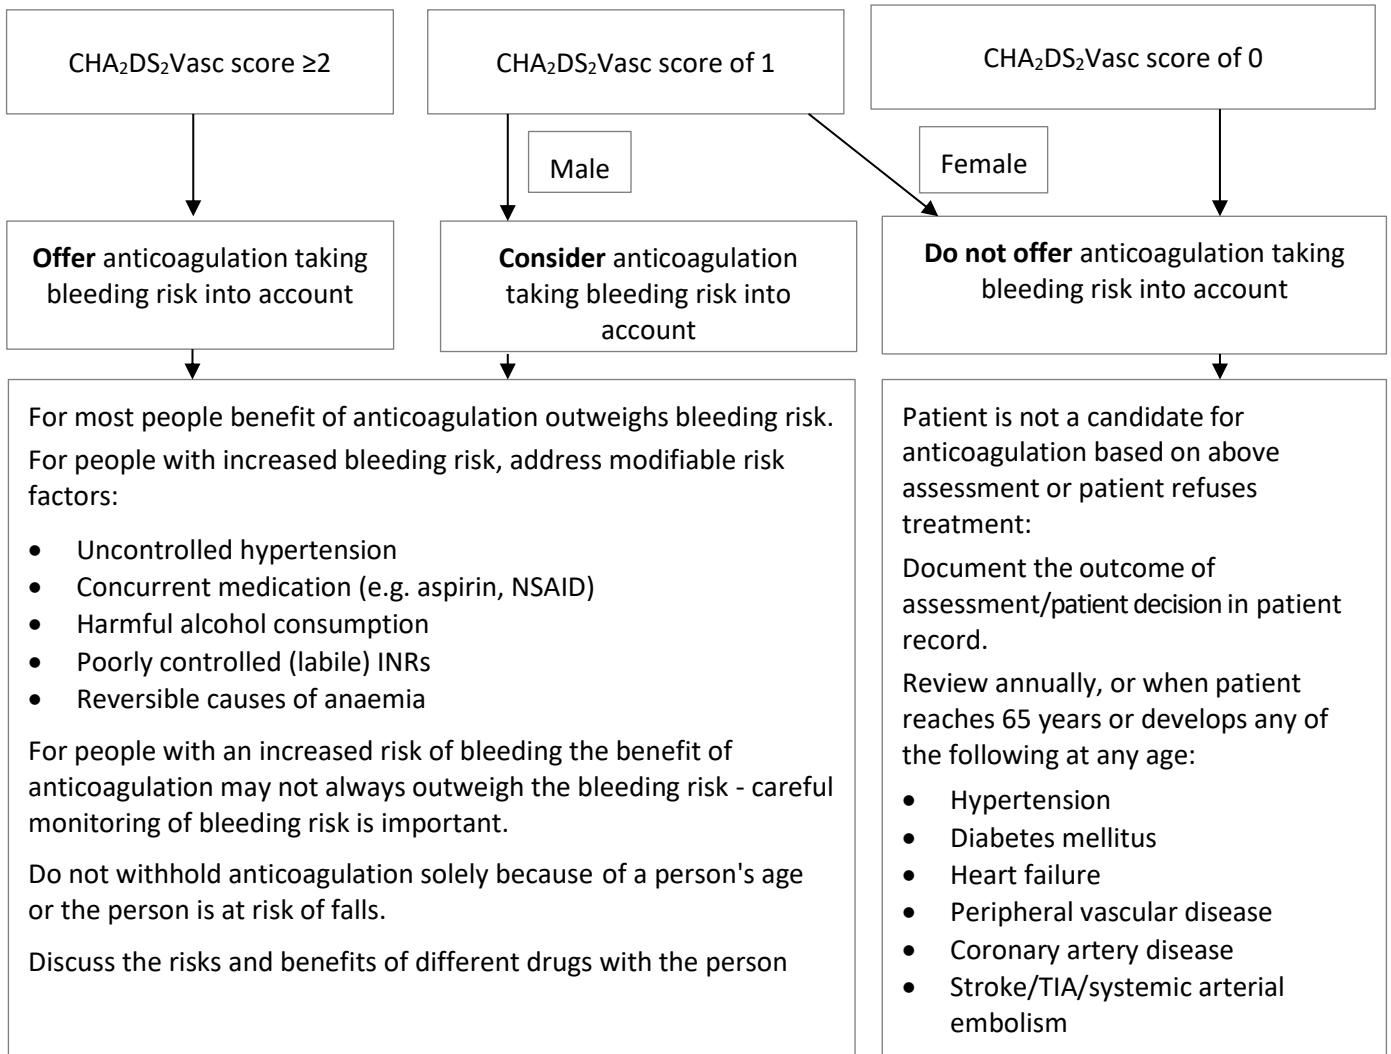 CHA₂DS₂Vasc score ≥2
CHA₂DS₂Vasc score of 1
CHA₂DS₂Vasc score of 0
Male
Female
Offer anticoagulation taking
bleeding risk into account
Consider anticoagulation
taking bleeding risk into
account
Do not offer anticoagulation taking
bleeding risk into account
For most people benefit of anticoagulation outweighs bleeding risk.
For people with increased bleeding risk, address modifiable risk
factors:
• Uncontrolled hypertension
• Concurrent medication (e.g. aspirin, NSAID)
• Harmful alcohol consumption
• Poorly controlled (labile) INRs
• Reversible causes of anaemia
For people with an increased risk of bleeding the benefit of
anticoagulation may not always outweigh the bleeding risk - careful
monitoring of bleeding risk is important.
Do not withhold anticoagulation solely because of a person's age
or the person is at risk of falls.
Discuss the risks and benefits of different drugs with the person
Patient is not a candidate for
anticoagulation based on above
assessment or patient refuses
treatment:
Document the outcome of
assessment/patient decision in patient
record.
Review annually, or when patient
reaches 65 years or develops any of
the following at any age:
• Hypertension
• Diabetes mellitus
• Heart failure
• Peripheral vascular disease
• Coronary artery disease
• Stroke/TIA/systemic arterial
embolism